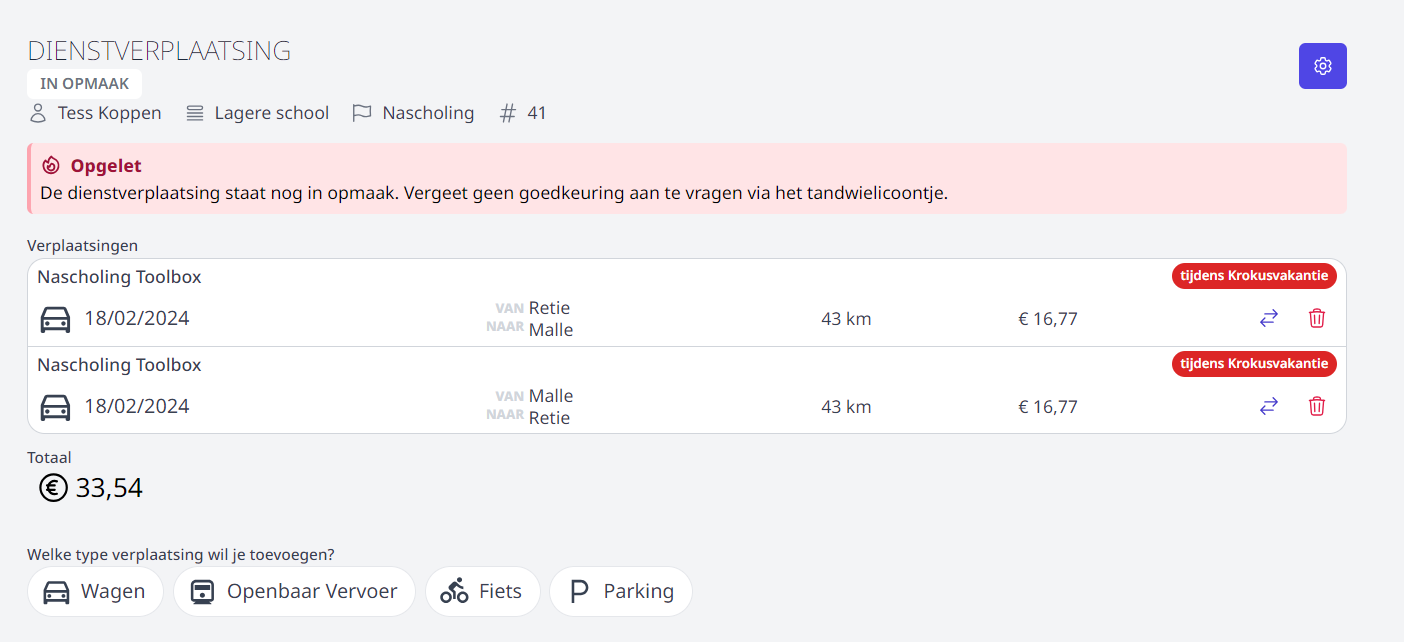 DIENSTVERPLAATSING
IN OPMAAK
Tess Koppen Lagere school Nascholing # 41
Opgelet
De dienstverplaatsing staat nog in opmaak. Vergeet geen goedkeuring aan te vragen via het tandwielicoontje.
Verplaatsingen
Nascholing Toolbox tijdens Krokusvakantie
18/02/2024 VAN Retie 43 km € 16,77
NAAR Malle
Nascholing Toolbox tijdens Krokusvakantie
18/02/2024 VAN Malle 43 km € 16,77
NAAR Retie
Totaal
€ 33,54
Welke type verplaatsing wil je toevoegen?
Wagen Openbaar Vervoer Fiets P Parking